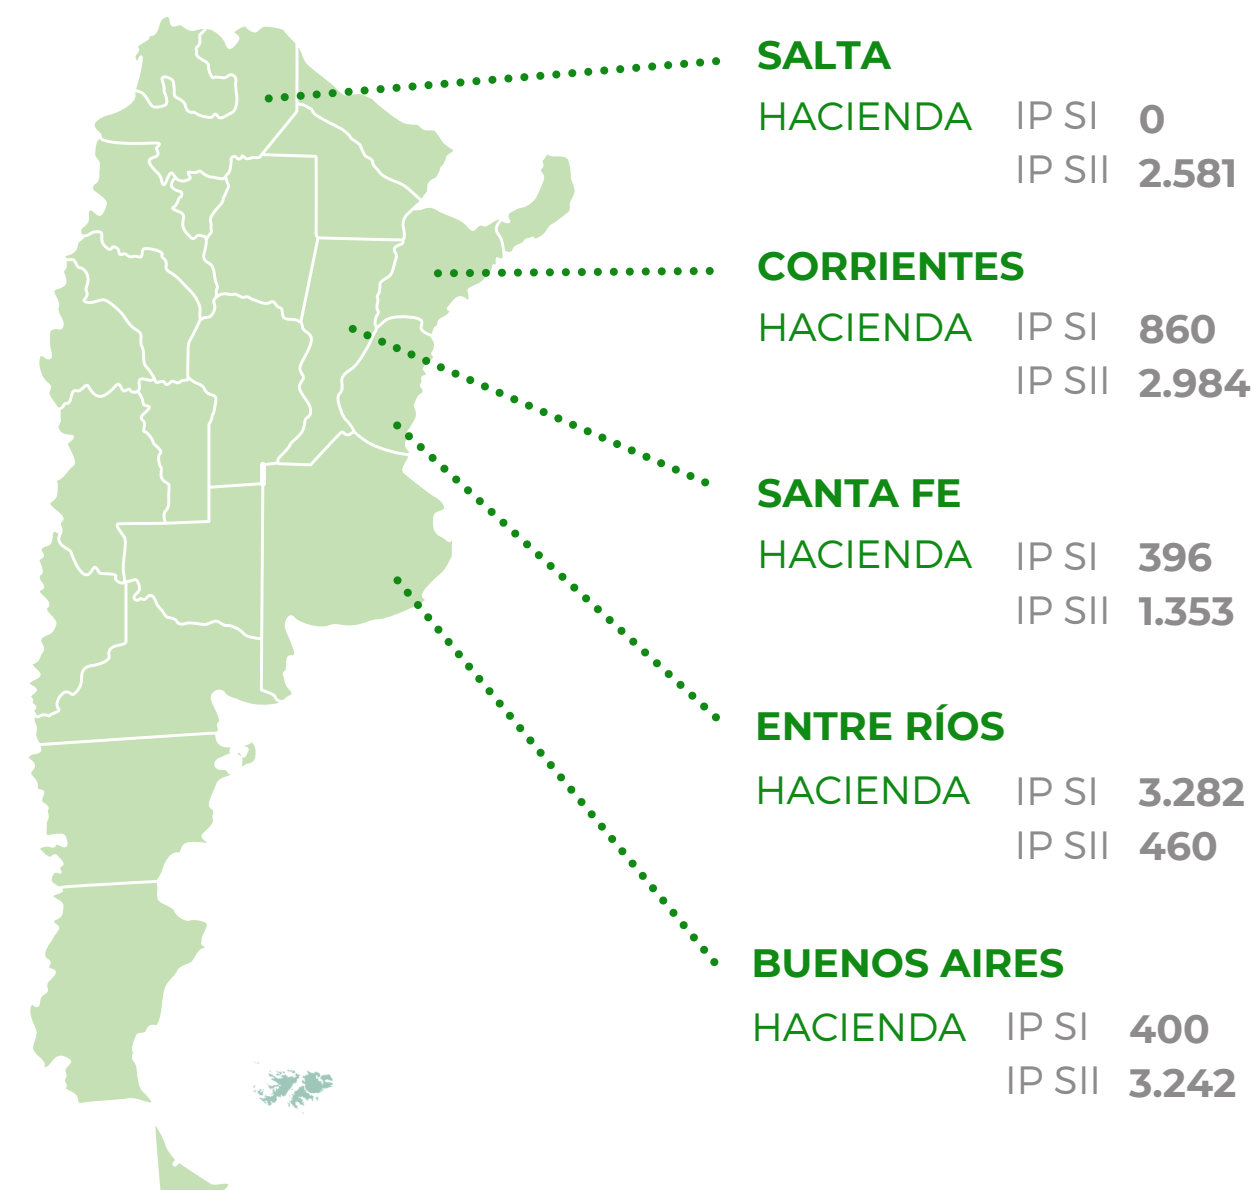 SALTA
HACIENDA IP SI 0
IP SII 2.581
CORRIENTES
HACIENDA IP SI 860
IP SII 2.984
SANTA FE
HACIENDA IP SI 396
IP SII 1.353
ENTRE RÍOS
HACIENDA IP SI 3.282
IP SII 460
BUENOS AIRES
HACIENDA IP SI 400
IP SII 3.242